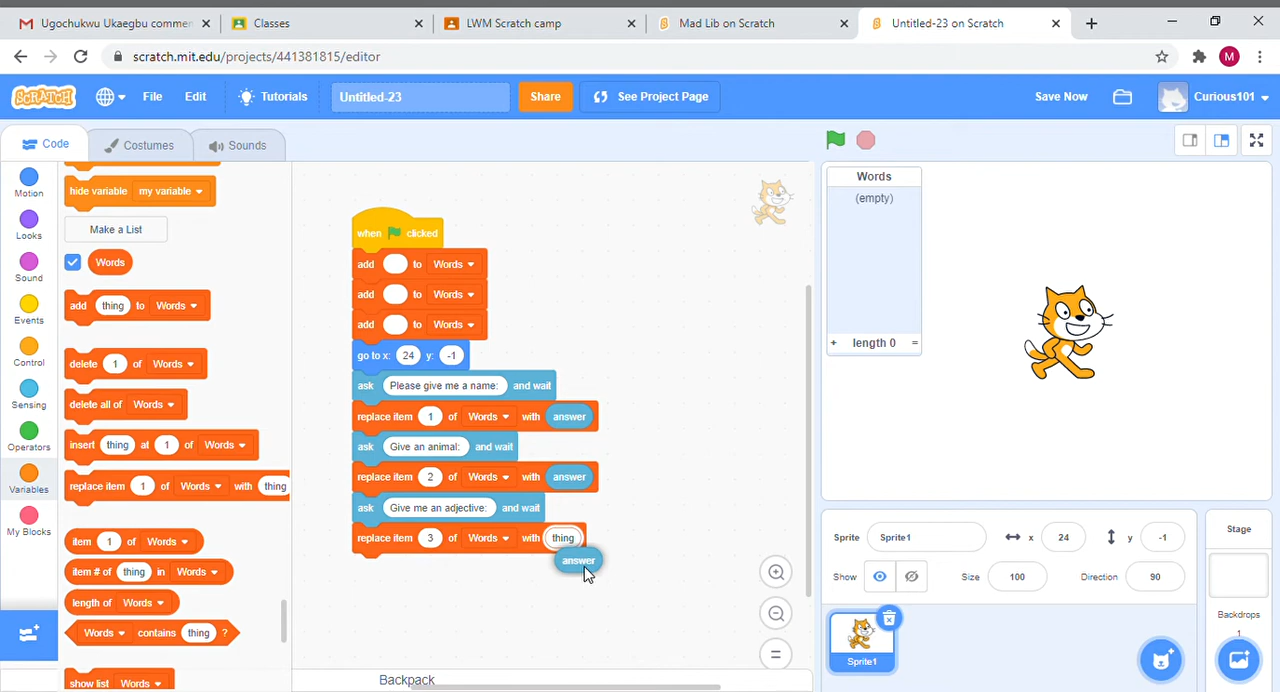 Ugochukwu Ukaegbu commen
Classes
LWM Scratch camp
Mad Lib on Scratch
Untitled-23 on Scratch
scratch.mit.edu/projects/441381815/editor
M
SCRATCH
File
Edit
Tutorials
Untitled-23
Share
See Project Page
Save Now
Curious101
Code
Costumes
Sounds
Motion
Looks
Sound
Events
Control
Sensing
Operators
Variables
My Blocks
hide variable my variable
Make a List
Words
add thing to Words
delete 1 of Words
delete all of Words
insert thing at 1 of Words
replace item 1 of Words with thing
item 1 of Words
item # of thing in Words
length of Words
Words contains thing ?
show list Words
when clicked
add to Words
add to Words
add to Words
go to x: 24 y: -1
ask Please give me a name: and wait
replace item 1 of Words with answer
ask Give an animal: and wait
replace item 2 of Words with answer
ask Give me an adjective: and wait
replace item 3 of Words with thing
answer
Backpack
Words
(empty)
+ length 0 =
Sprite Sprite1 x 24 y -1
Show Size 100 Direction 90
Sprite1
Stage
Backdrops
1